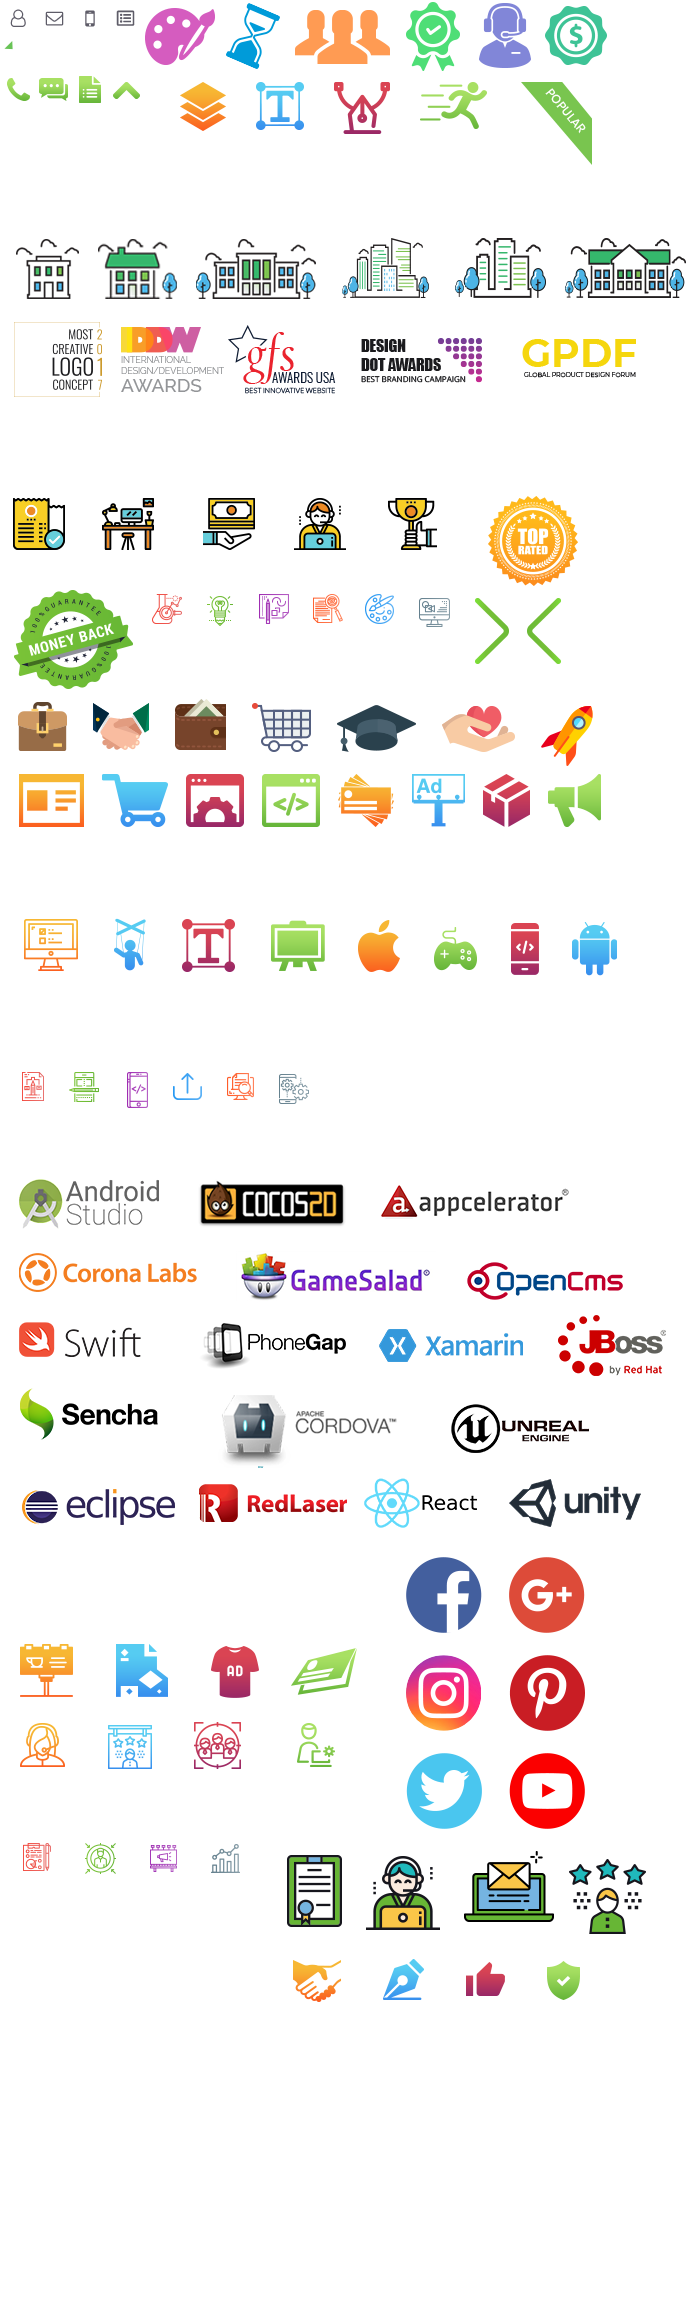 POPULAR
MOST 2
CREATIVE 0
LOGO 1
CONCEPT 7
IDDW
INTERNATIONAL
DESIGN/DEVELOPMENT
AWARDS
gfs
AWARDS USA
BEST INNOVATIVE WEBSITE
DESIGN
DOT AWARDS
BEST BRANDING CAMPAIGN
GPDF
GLOBAL PRODUCT DESIGN FORUM
TOP
RATED
100% GUARANTEE
MONEY BACK
100% GUARANTEE
</>
Ad
T
</>
</>
Android
Studio
COCOS2D
a appcelerator®
Corona Labs
GameSalad®
OpenCms
Swift
PhoneGap
X Xamarin
JBoss®
by Red Hat
Sencha
APACHE
CORDOVA™
UNREAL
ENGINE
eclipse
R RedLaser
React
unity
f
G+
AD
P